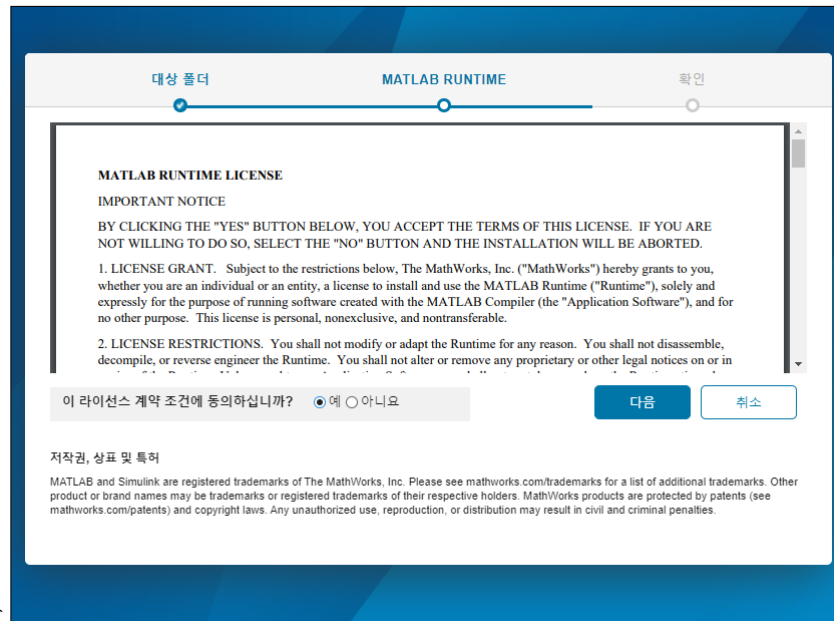 대상 폴더
MATLAB RUNTIME
확인
MATLAB RUNTIME LICENSE
IMPORTANT NOTICE
BY CLICKING THE "YES" BUTTON BELOW, YOU ACCEPT THE TERMS OF THIS LICENSE. IF YOU ARE
NOT WILLING TO DO SO, SELECT THE "NO" BUTTON AND THE INSTALLATION WILL BE ABORTED.
1. LICENSE GRANT. Subject to the restrictions below, The MathWorks, Inc. ("MathWorks") hereby grants to you,
whether you are an individual or an entity, a license to install and use the MATLAB Runtime ("Runtime"), solely and
expressly for the purpose of running software created with the MATLAB Compiler (the "Application Software"), and for
no other purpose. This license is personal, nonexclusive, and nontransferable.
2. LICENSE RESTRICTIONS. You shall not modify or adapt the Runtime for any reason. You shall not disassemble,
decompile, or reverse engineer the Runtime. You shall not alter or remove any proprietary or other legal notices on or in
이 라이선스 계약 조건에 동의하십니까? 예 아니요
다음
취소
저작권, 상표 및 특허
MATLAB and Simulink are registered trademarks of The MathWorks, Inc. Please see mathworks.com/trademarks for a list of additional trademarks. Other
product or brand names may be trademarks or registered trademarks of their respective holders. MathWorks products are protected by patents (see
mathworks.com/patents) and copyright laws. Any unauthorized use, reproduction, or distribution may result in civil and criminal penalties.